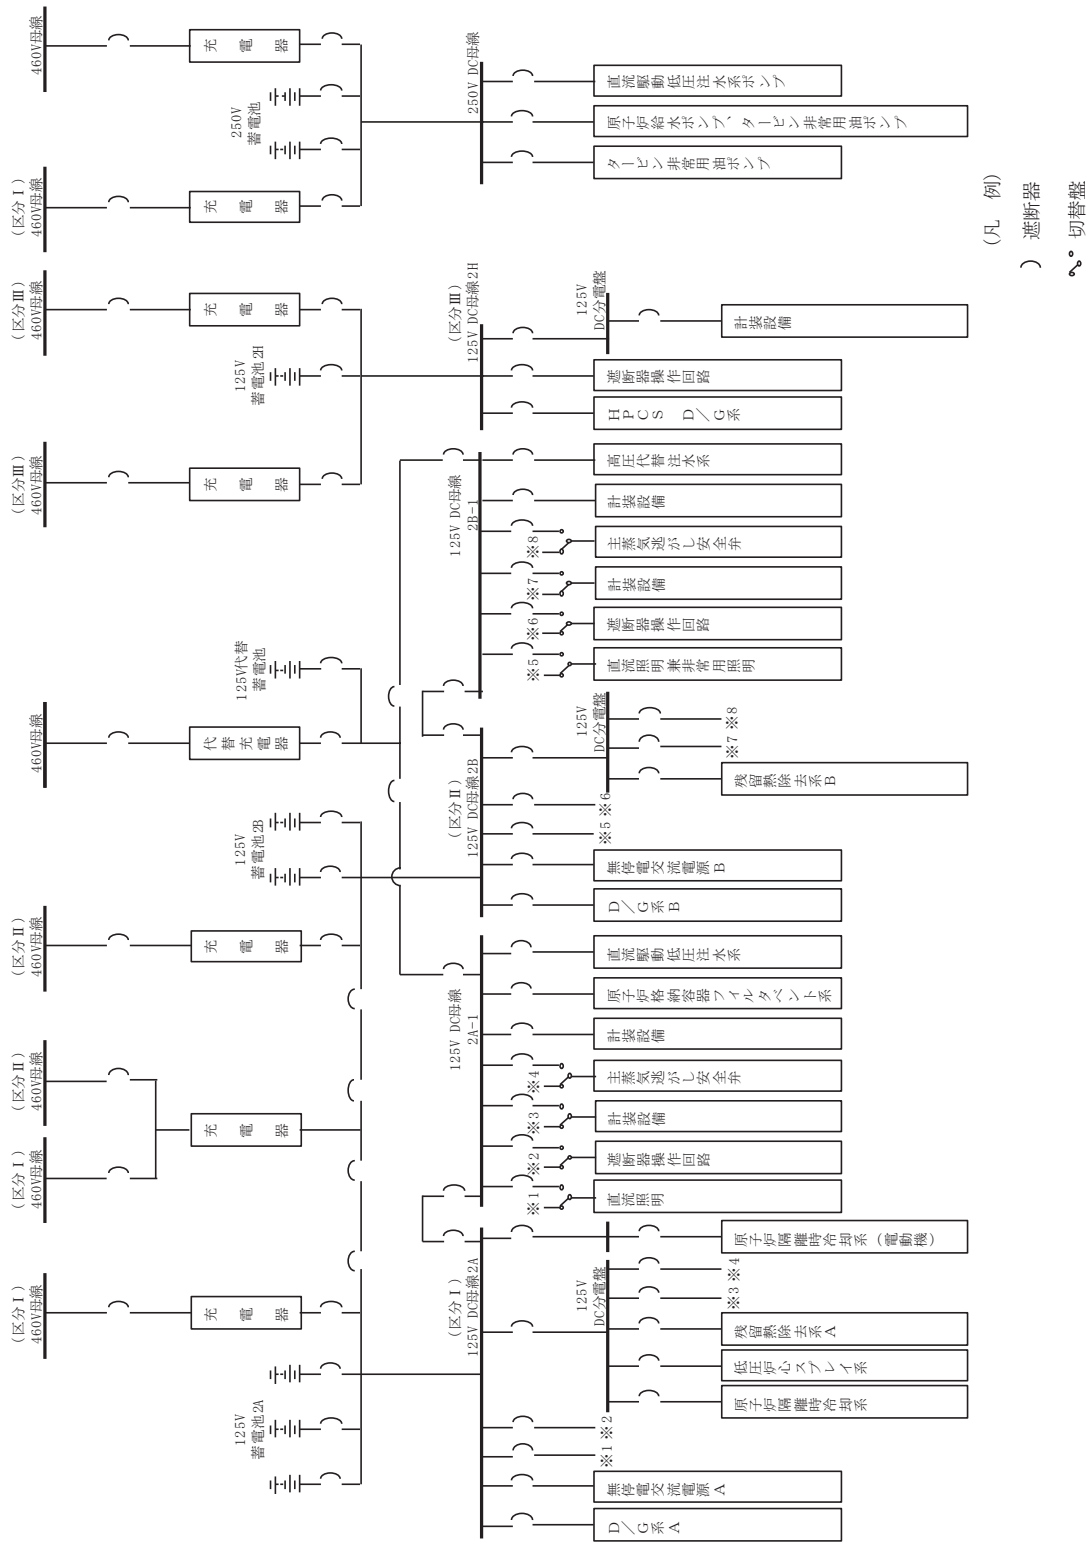 (区分Ⅰ)
460V母線
(区分Ⅰ)
460V母線
(区分Ⅱ)
460V母線
(区分Ⅱ)
460V母線
460V母線
(区分Ⅲ)
460V母線
(区分Ⅲ)
460V母線
(区分Ⅰ)
460V母線
460V母線
充電器
充電器
充電器
代替充電器
充電器
充電器
充電器
充電器
125V
蓄電池2A
125V
蓄電池2B
125V代替
蓄電池
125V
蓄電池2H
250V
蓄電池
(区分Ⅰ)
125V DC母線2A
125V DC母線
2A-1
(区分Ⅱ)
125V DC母線2B
125V DC母線
2B-1
(区分Ⅲ)
125V DC母線2H
250V DC母線
※1
※2
※3
※4
※5
※6
※7
※8
D/G系A
無停電交流電源A
※1
※2
125V
DC分電盤
直流照明
遮断器操作回路
計装設備
主蒸気逃がし安全弁
計装設備
原子炉格納容器フィルタベント系
直流駆動低圧注水系
D/G系B
無停電交流電源B
※5
※6
125V
DC分電盤
直流照明兼非常用照明
遮断器操作回路
計装設備
主蒸気逃がし安全弁
計装設備
高圧代替注水系
HPCS D/G系
遮断器操作回路
125V
DC分電盤
タービン非常用油ポンプ
原子炉給水ポンプ、タービン非常用油ポンプ
直流駆動低圧注水系ポンプ
原子炉隔離時冷却系
低圧炉心スプレイ系
残留熱除去系A
※3
※4
原子炉隔離時冷却系(電動機)
残留熱除去系B
※7
※8
計装設備
(凡 例)
遮断器
切替盤